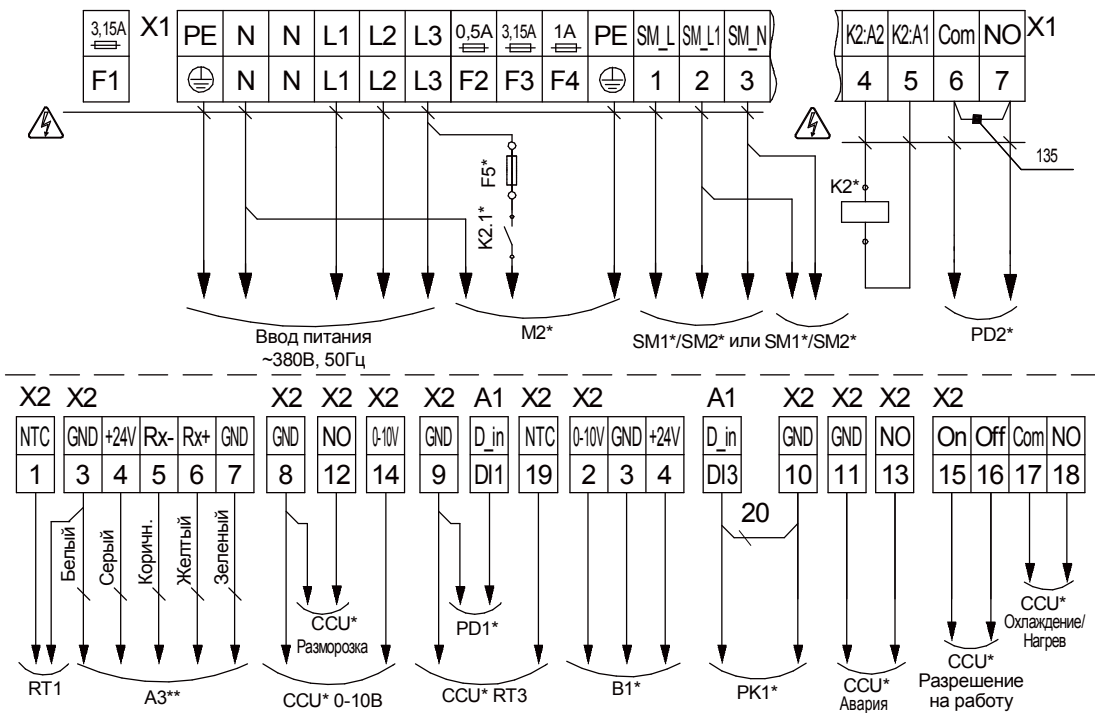 3,15A X1 PE N N L1 L2 L3 0,5A 3,15A 1A PE SM_L SM_L1 SM_N K2:A2 K2:A1 Com NO X1
F1 N N L1 L2 L3 F2 F3 F4 1 2 3 4 5 6 7
135
F5*
K2.1*
K2*
Ввод питания
~380В, 50Гц
M2*
SM1*/SM2* или SM1*/SM2*
PD2*
X2 X2 X2 X2 X2 X2 A1 X2 X2 A1 X2 X2 X2 X2
NTC GND +24V Rx- Rx+ GND GND NO 0-10V GND D_in NTC 0-10V GND +24V D_in GND GND NO On Off Com NO
1 3 4 5 6 7 8 12 14 9 DI1 19 2 3 4 DI3 10 11 13 15 16 17 18
20
Белый
Серый
Коричн.
Желтый
Зеленый
CCU*
Разморозка
PD1*
CCU*
Охлаждение/
Нагрев
RT1
A3**
CCU* 0-10В
CCU* RT3
B1*
PK1*
CCU*
Авария
CCU*
Разрешение
на работу